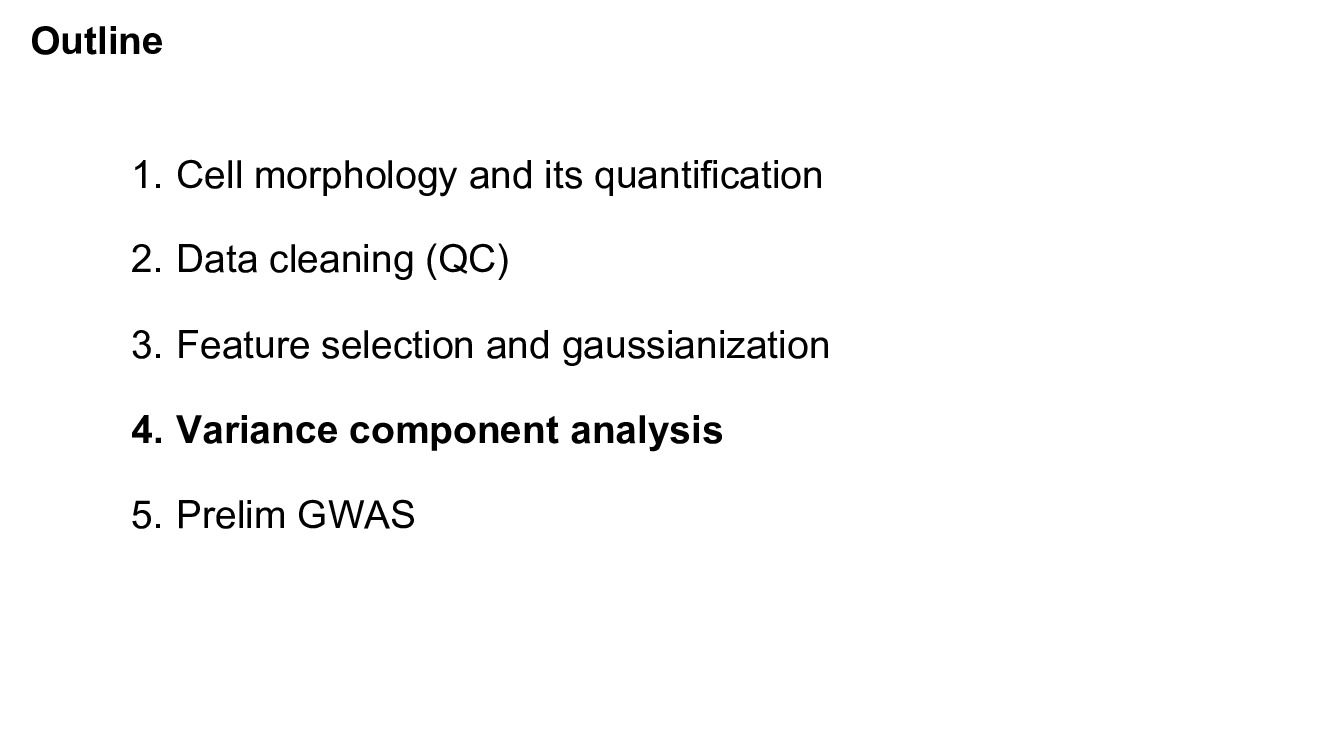 Outline
1. Cell morphology and its quantification
2. Data cleaning (QC)
3. Feature selection and gaussianization
4. Variance component analysis
5. Prelim GWAS